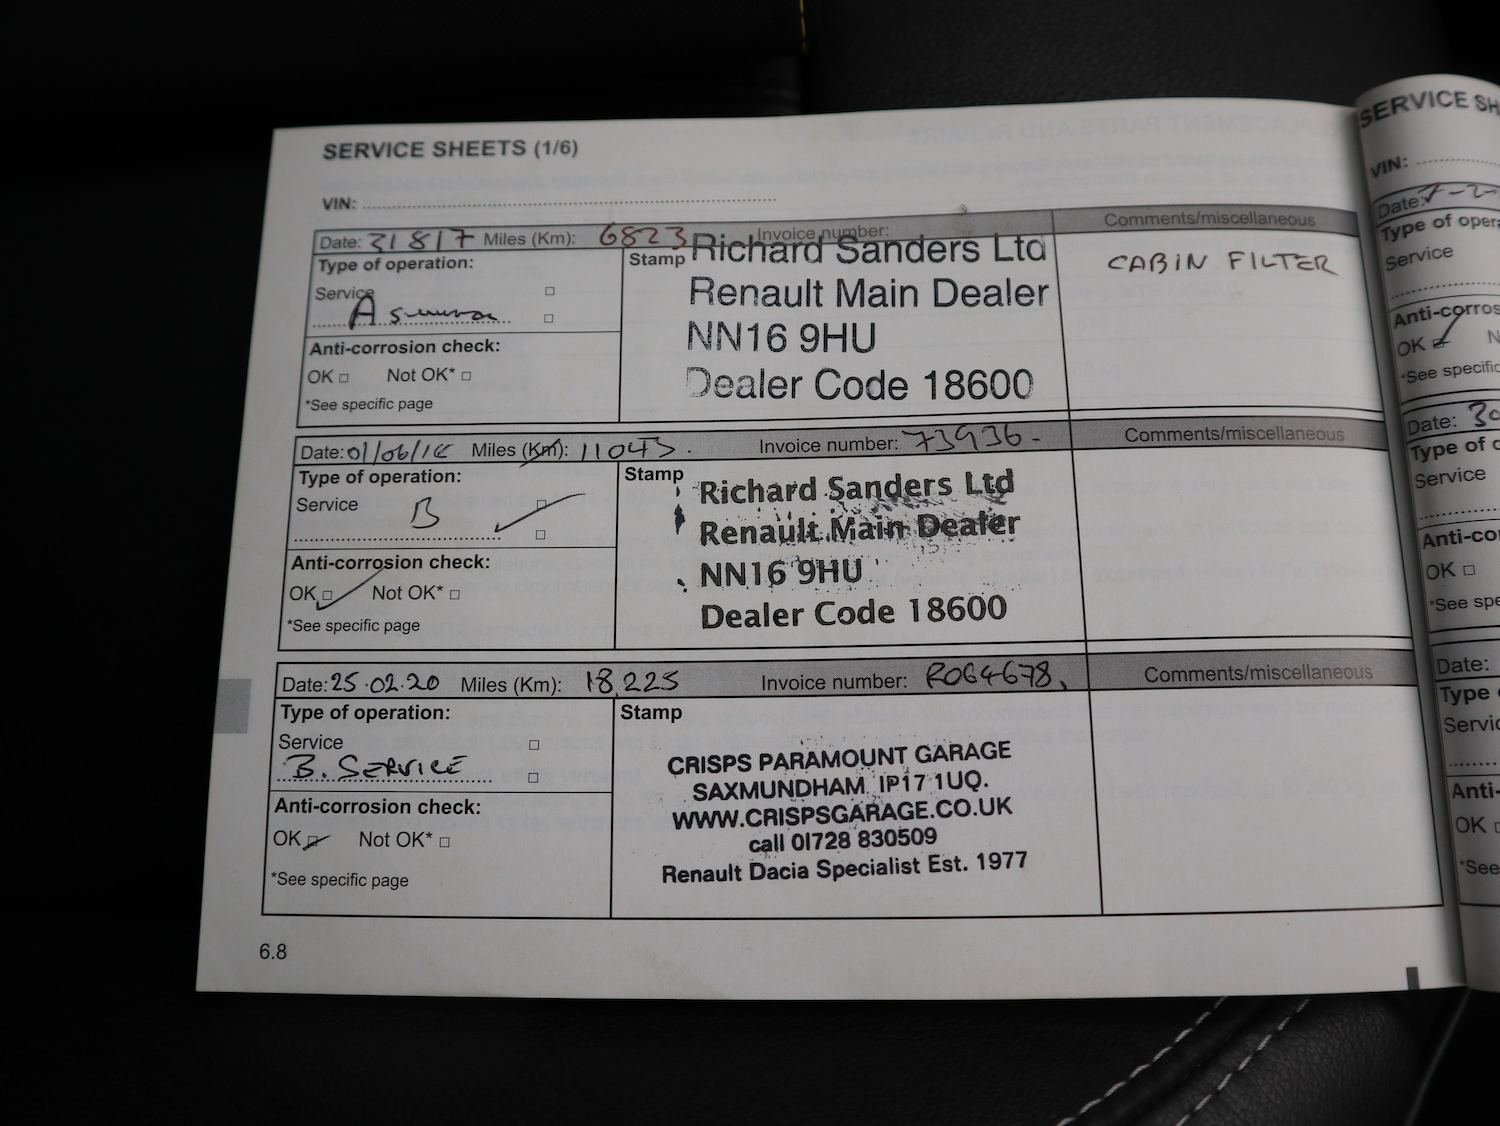 SERVICE SHEETS (1/6)
VIN:
Date: 31 8 17 Miles (Km): 6823 Invoice number: Comments/miscellaneous
Type of operation:
Service
A
Anti-corrosion check:
OK □ Not OK* □
*See specific page
Stamp
Richard Sanders Ltd
Renault Main Dealer
NN16 9HU
Dealer Code 18600
CABIN FILTER
Date: 01/06/18 Miles (Km): 11043. Invoice number: 73936- Comments/miscellaneous
Type of operation:
Service
B
Anti-corrosion check:
OK □ Not OK* □
*See specific page
Stamp
Richard Sanders Ltd
Renault Main Dealer
NN16 9HU
Dealer Code 18600
Date: 25.02.20 Miles (Km): 18,225 Invoice number: ROG4678, Comments/miscellaneous
Type of operation:
Service
B. SERVICE
Anti-corrosion check:
OK □ Not OK* □
*See specific page
Stamp
CRISPS PARAMOUNT GARAGE
SAXMUNDHAM IP17 1UQ.
WWW.CRISPSGARAGE.CO.UK
call 01728 830509
Renault Dacia Specialist Est. 1977
6.8
SERVICE SH
VIN:
Date:
Type of opera
Service
Anti-corros
OK □ N
*See specific
Date: 30
Type of o
Service
Anti-co
OK □
*See spe
Date:
Type
Servic
Anti-
OK
*See